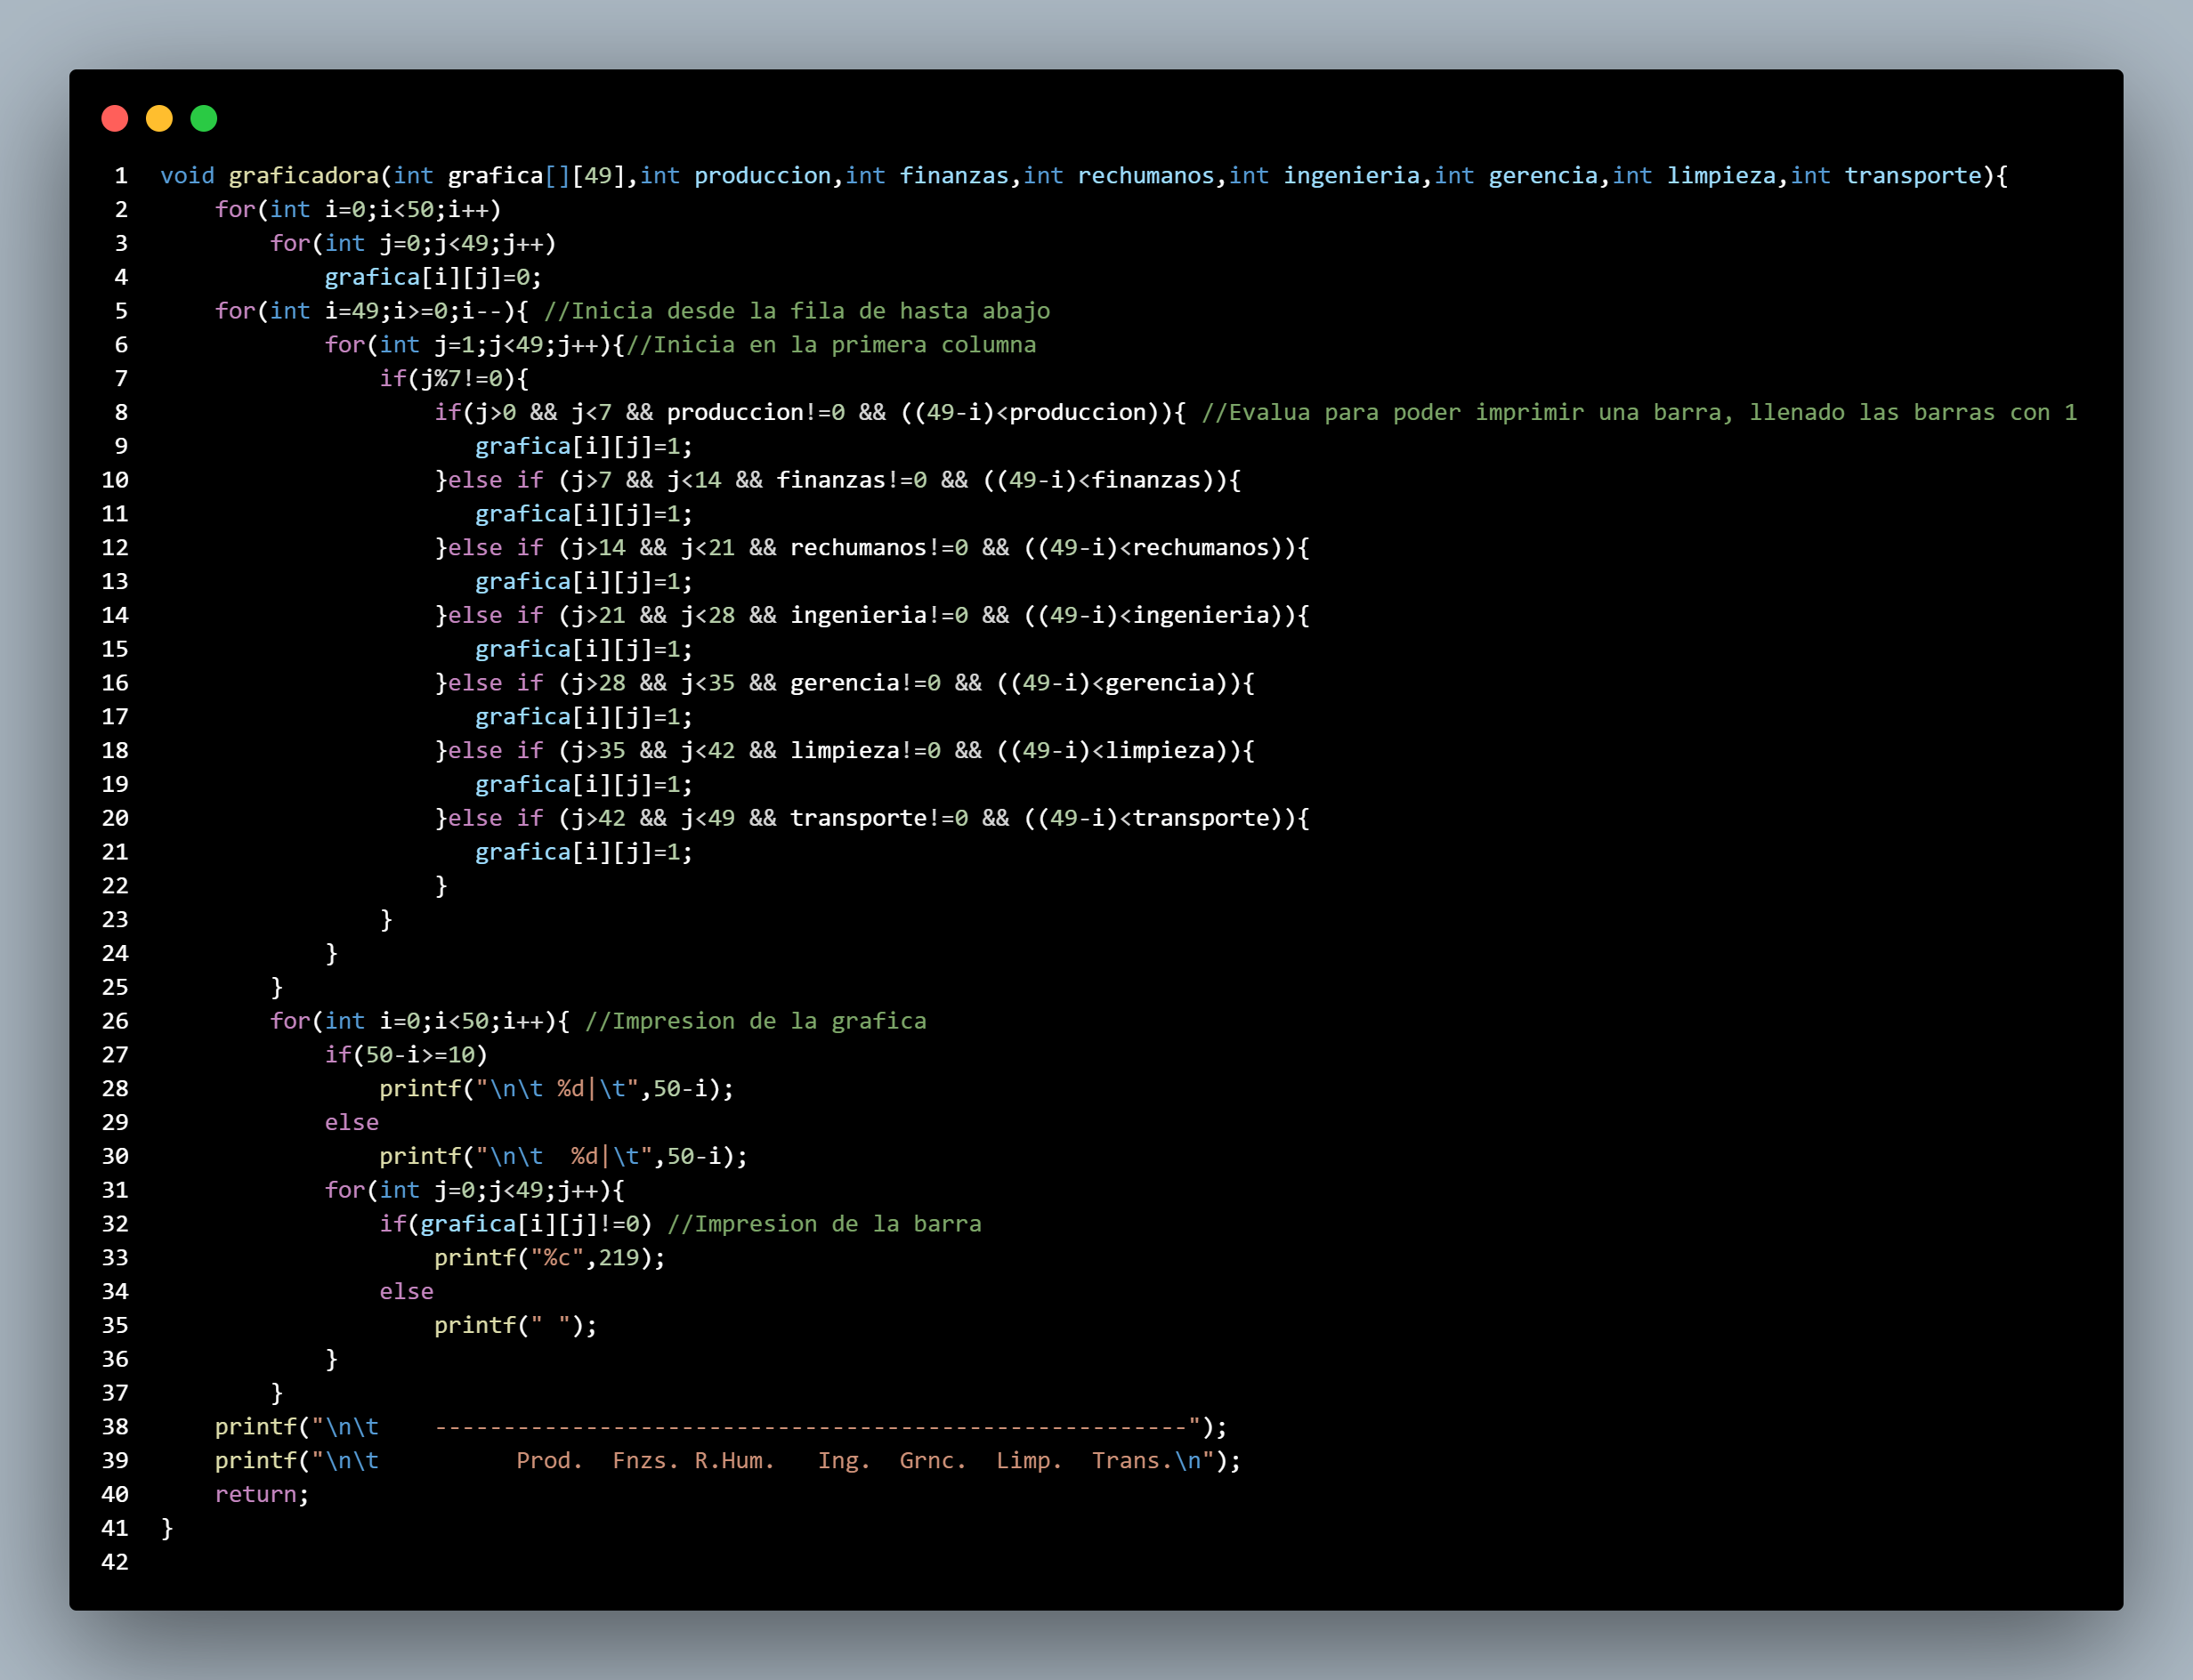 1 void graficadora(int grafica[][49],int produccion,int finanzas,int rechumanos,int ingenieria,int gerencia,int limpieza,int transporte){
2     for(int i=0;i<50;i++)
3         for(int j=0;j<49;j++)
4             grafica[i][j]=0;
5     for(int i=49;i>=0;i--){ //Inicia desde la fila de hasta abajo
6             for(int j=1;j<49;j++){//Inicia en la primera columna
7                 if(j%7!=0){
8                     if(j>0 && j<7 && produccion!=0 && ((49-i)<produccion)){ //Evalua para poder imprimir una barra, llenado las barras con 1
9                        grafica[i][j]=1;
10                     }else if (j>7 && j<14 && finanzas!=0 && ((49-i)<finanzas)){
11                        grafica[i][j]=1;
12                     }else if (j>14 && j<21 && rechumanos!=0 && ((49-i)<rechumanos)){
13                        grafica[i][j]=1;
14                     }else if (j>21 && j<28 && ingenieria!=0 && ((49-i)<ingenieria)){
15                        grafica[i][j]=1;
16                     }else if (j>28 && j<35 && gerencia!=0 && ((49-i)<gerencia)){
17                        grafica[i][j]=1;
18                     }else if (j>35 && j<42 && limpieza!=0 && ((49-i)<limpieza)){
19                        grafica[i][j]=1;
20                     }else if (j>42 && j<49 && transporte!=0 && ((49-i)<transporte)){
21                        grafica[i][j]=1;
22                     }
23                 }
24             }
25         }
26         for(int i=0;i<50;i++){ //Impresion de la grafica
27             if(50-i>=10)
28                 printf("\n\t %d|\t",50-i);
29             else
30                 printf("\n\t  %d|\t",50-i);
31             for(int j=0;j<49;j++){
32                 if(grafica[i][j]!=0) //Impresion de la barra
33                     printf("%c",219);
34                 else
35                     printf(" ");
36             }
37         }
38     printf("\n\t    -------------------------------------------------------");
39     printf("\n\t          Prod.  Fnzs. R.Hum.   Ing.  Grnc.  Limp.  Trans.\n");
40     return;
41 }
42